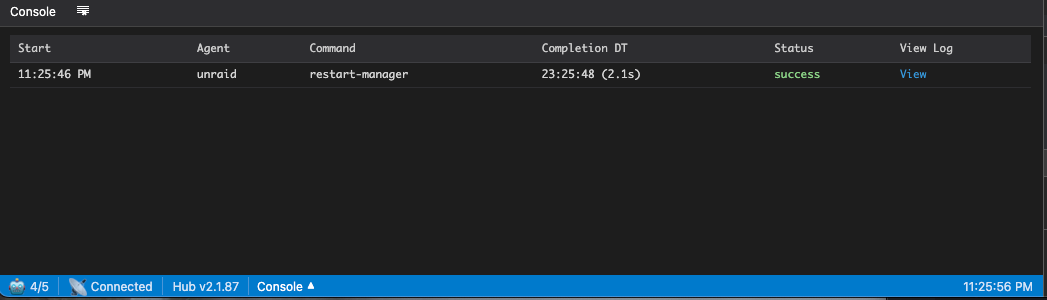 Console
Start Agent Command Completion DT Status View Log
11:25:46 PM unraid restart-manager 23:25:48 (2.1s) success View
4/5 Connected Hub v2.1.87 Console ▲ 11:25:56 PM